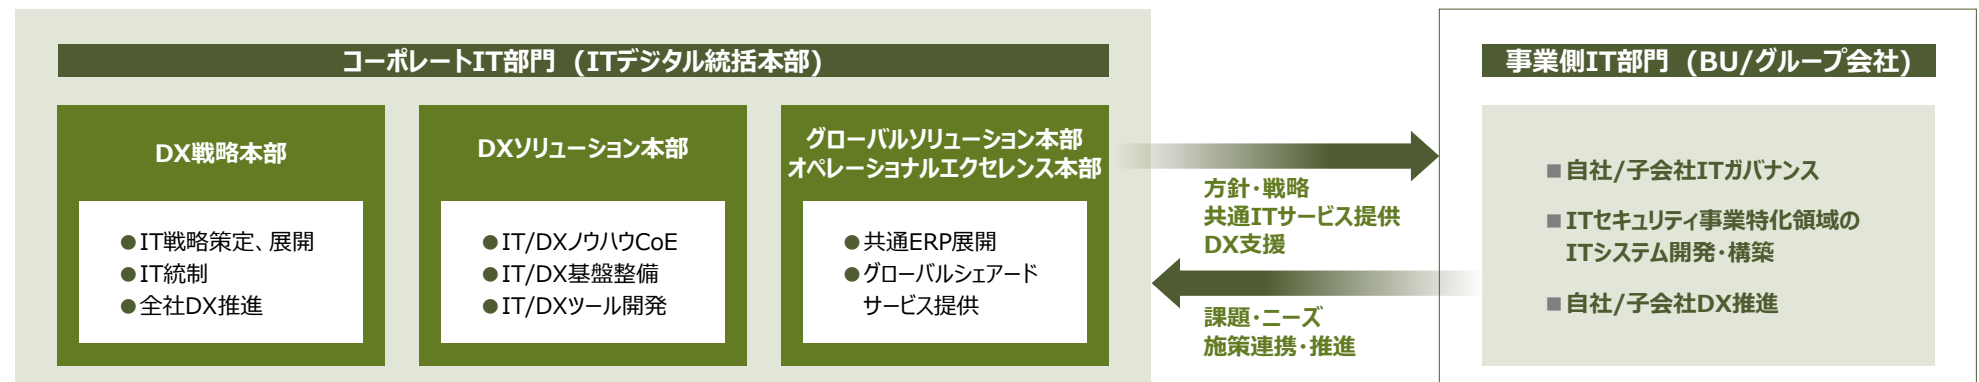 コーポレートIT部門 (ITデジタル統括本部)
DX戦略本部
●IT戦略策定、展開
●IT統制
●全社DX推進
DXソリューション本部
●IT/DXノウハウCoE
●IT/DX基盤整備
●IT/DXツール開発
グローバルソリューション本部
オペレーショナルエクセレンス本部
●共通ERP展開
●グローバルシェアード
サービス提供
方針・戦略
共通ITサービス提供
DX支援
課題・ニーズ
施策連携・推進
事業側IT部門 (BU/グループ会社)
■自社/子会社ITガバナンス
■ITセキュリティ事業特化領域の
ITシステム開発・構築
■自社/子会社DX推進